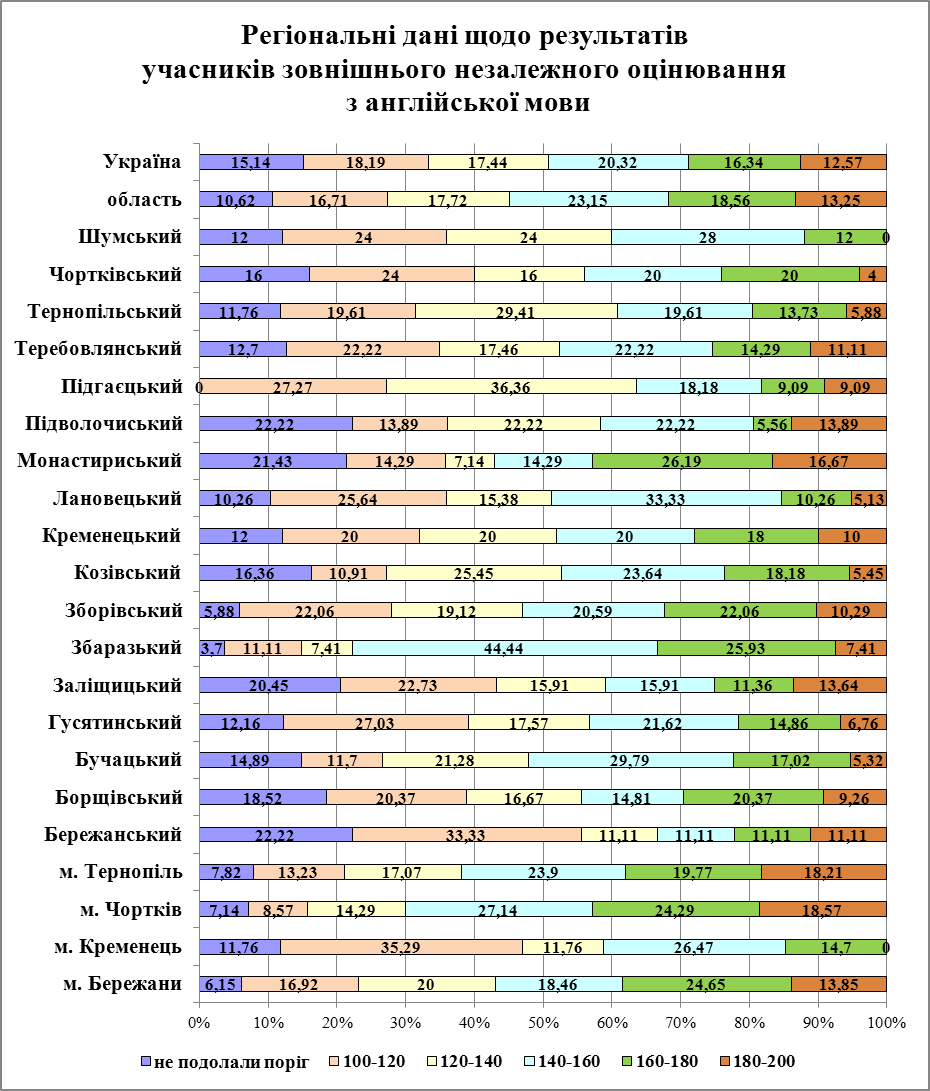 Регіональні дані щодо результатів
учасників зовнішнього незалежного оцінювання
з англійської мови
Україна 15,14 18,19 17,44 20,32 16,34 12,57
область 10,62 16,71 17,72 23,15 18,56 13,25
Шумський 12 24 24 28 12 0
Чортківський 16 24 16 20 20 4
Тернопільський 11,76 19,61 29,41 19,61 13,73 5,88
Теребовлянський 12,7 22,22 17,46 22,22 14,29 11,11
Підгаєцький 0 27,27 36,36 18,18 9,09 9,09
Підволочиський 22,22 13,89 22,22 22,22 5,56 13,89
Монастириський 21,43 14,29 7,14 14,29 26,19 16,67
Лановецький 10,26 25,64 15,38 33,33 10,26 5,13
Кременецький 12 20 20 20 18 10
Козівський 16,36 10,91 25,45 23,64 18,18 5,45
Зборівський 5,88 22,06 19,12 20,59 22,06 10,29
Збаразький 3,7 11,11 7,41 44,44 25,93 7,41
Заліщицький 20,45 22,73 15,91 15,91 11,36 13,64
Гусятинський 12,16 27,03 17,57 21,62 14,86 6,76
Бучацький 14,89 11,7 21,28 29,79 17,02 5,32
Борщівський 18,52 20,37 16,67 14,81 20,37 9,26
Бережанський 22,22 33,33 11,11 11,11 11,11 11,11
м. Тернопіль 7,82 13,23 17,07 23,9 19,77 18,21
м. Чортків 7,14 8,57 14,29 27,14 24,29 18,57
м. Кременець 11,76 35,29 11,76 26,47 14,7 0
м. Бережани 6,15 16,92 20 18,46 24,65 13,85
0% 10% 20% 30% 40% 50% 60% 70% 80% 90% 100%
не подолали поріг 100-120 120-140 140-160 160-180 180-200